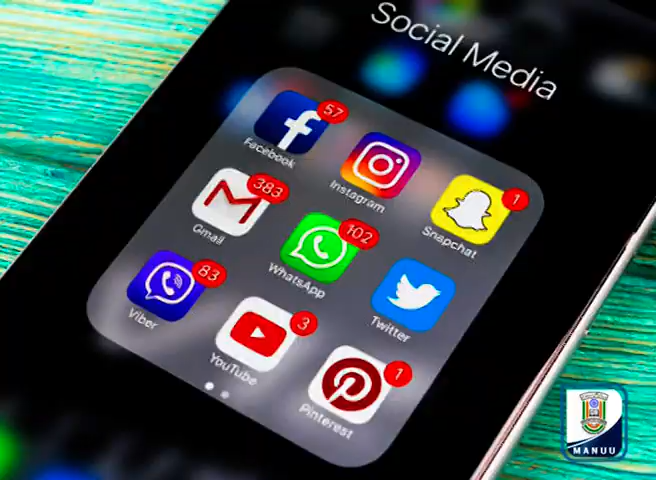 Social Media
57
Facebook
Instagram
1
Snapchat
383
Gmail
102
WhatsApp
Twitter
83
Viber
3
YouTube
1
Pinterest
MANUU